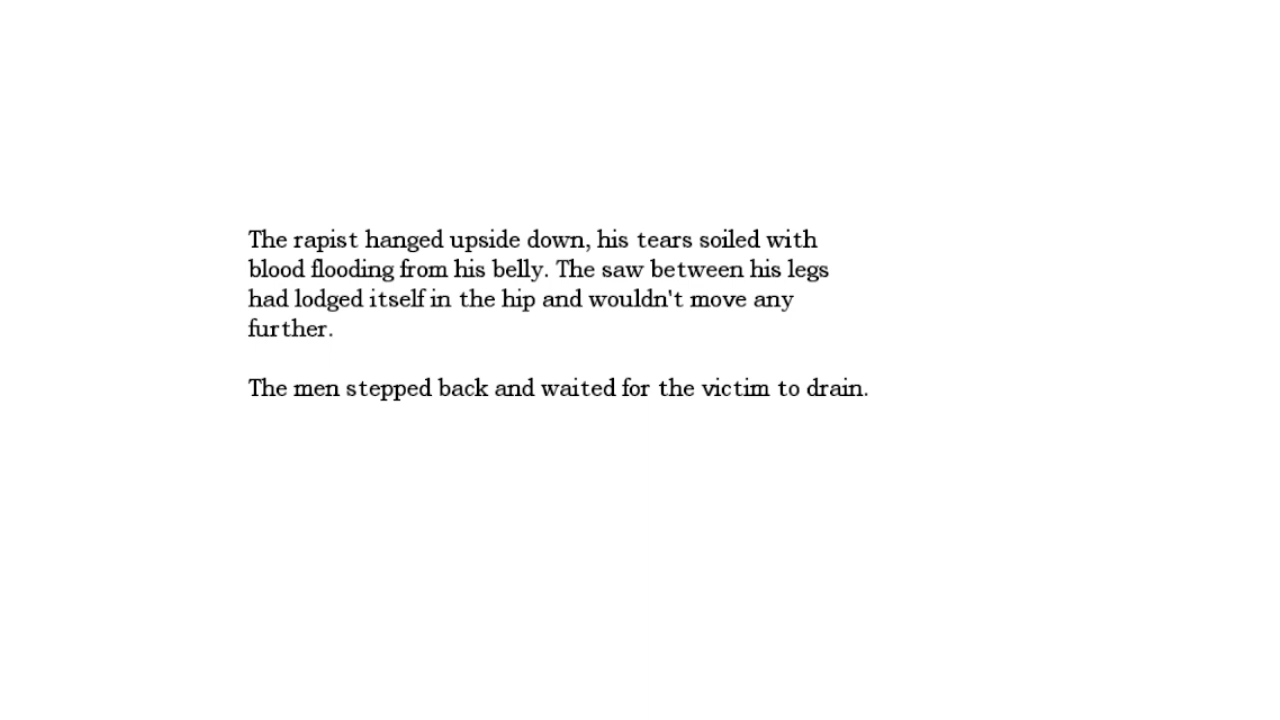 The rapist hanged upside down, his tears soiled with
blood flooding from his belly. The saw between his legs
had lodged itself in the hip and wouldn't move any
further.
The men stepped back and waited for the victim to drain.